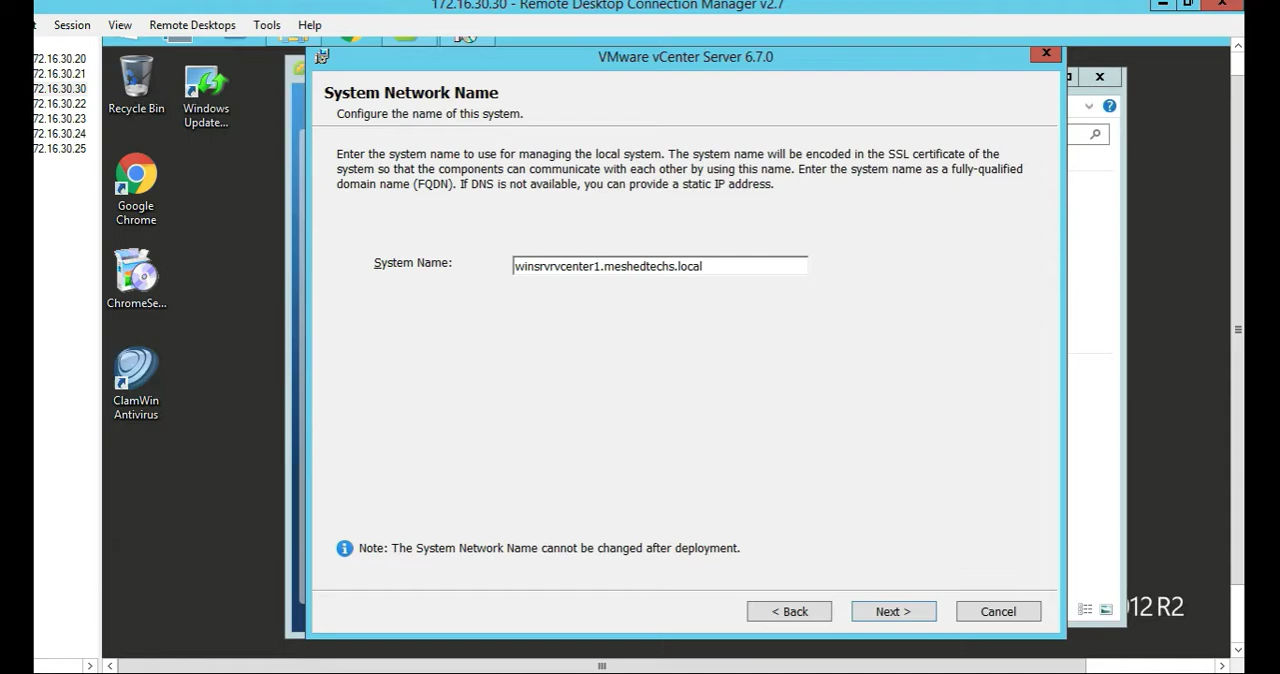 172.16.30.30 - Remote Desktop Connection Manager v2.7
Session View Remote Desktops Tools Help
72.16.30.20
72.16.30.21
72.16.30.30
72.16.30.22
72.16.30.23
72.16.30.24
72.16.30.25
Recycle Bin
Windows
Update...
Google
Chrome
ChromeSe...
ClamWin
Antivirus
VMware vCenter Server 6.7.0
System Network Name
Configure the name of this system.
Enter the system name to use for managing the local system. The system name will be encoded in the SSL certificate of the
system so that the components can communicate with each other by using this name. Enter the system name as a fully-qualified
domain name (FQDN). If DNS is not available, you can provide a static IP address.
System Name:
winsrvrvcenter1.meshedtechs.local
Note: The System Network Name cannot be changed after deployment.
< Back
Next >
Cancel
12 R2